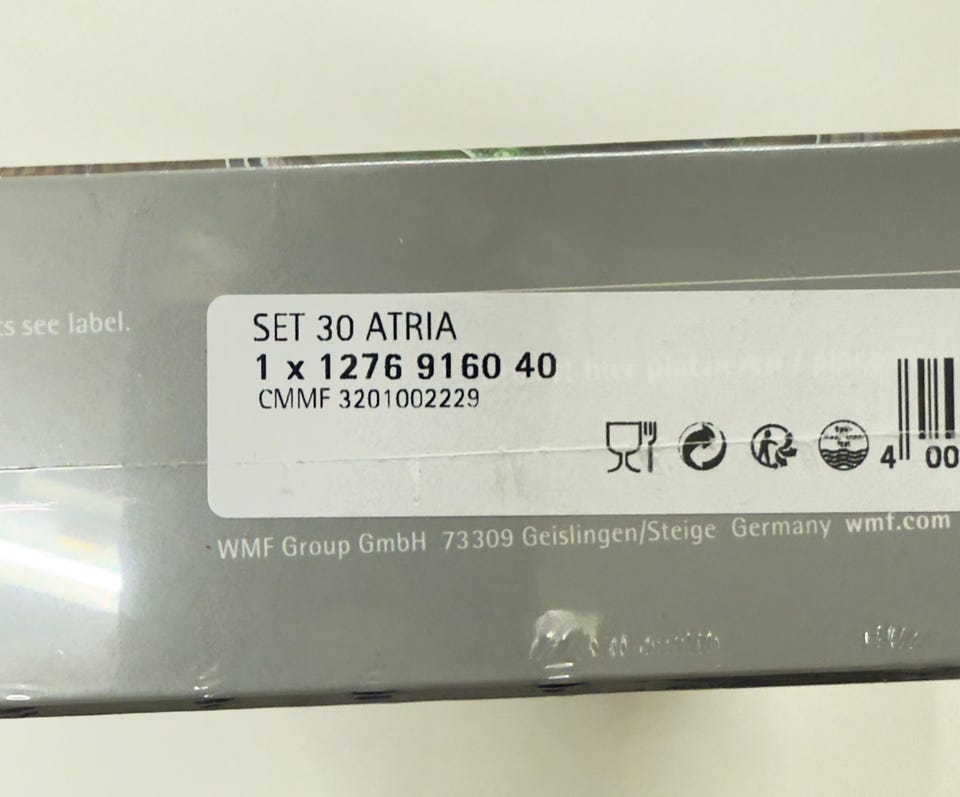 ts see label.
SET 30 ATRIA
1 x 1276 9160 40
CMMF 3201002229
4 00
WMF Group GmbH 73309 Geislingen/Steige Germany wmf.com